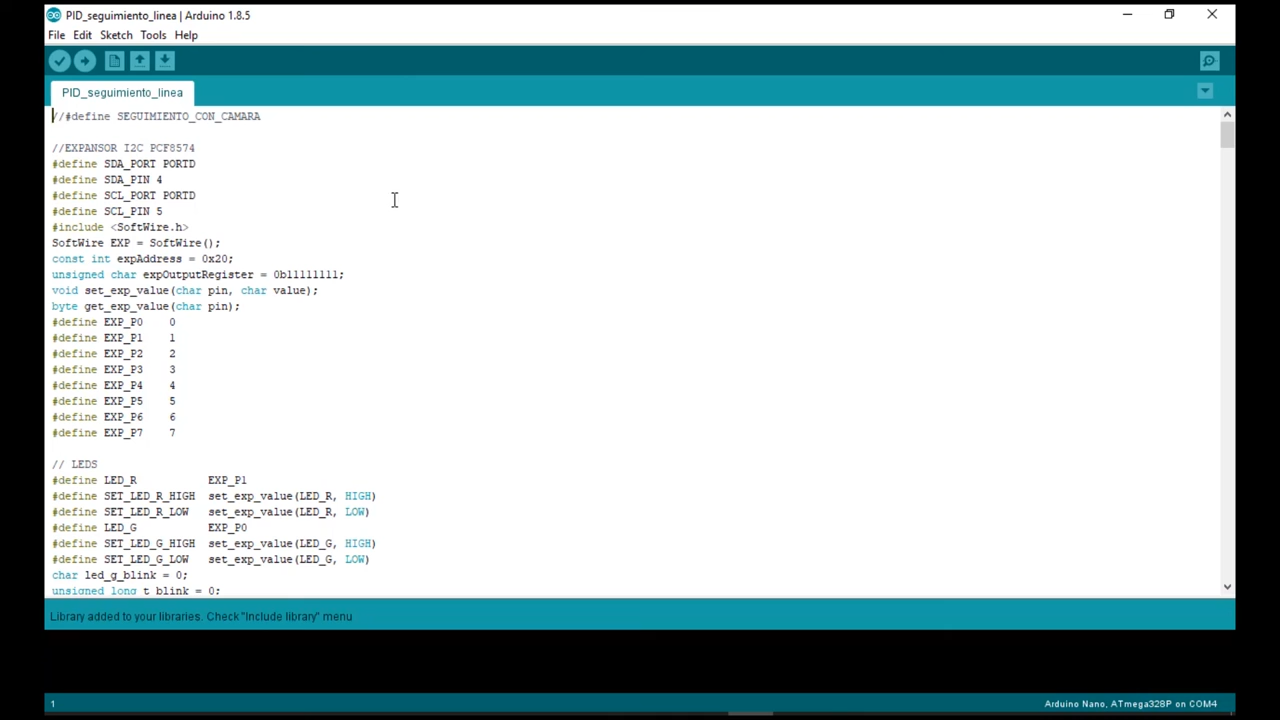 PID_seguimiento_linea | Arduino 1.8.5
File Edit Sketch Tools Help
PID_seguimiento_linea
//#define SEGUIMIENTO_CON_CAMARA
//EXPANSOR I2C PCF8574
#define SDA_PORT PORTD
#define SDA_PIN 4
#define SCL_PORT PORTD
#define SCL_PIN 5
#include <SoftWire.h>
SoftWire EXP = SoftWire();
const int expAddress = 0x20;
unsigned char expOutputRegister = 0b11111111;
void set_exp_value(char pin, char value);
byte get_exp_value(char pin);
#define EXP_P0 0
#define EXP_P1 1
#define EXP_P2 2
#define EXP_P3 3
#define EXP_P4 4
#define EXP_P5 5
#define EXP_P6 6
#define EXP_P7 7
// LEDS
#define LED_R EXP_P1
#define SET_LED_R_HIGH set_exp_value(LED_R, HIGH)
#define SET_LED_R_LOW set_exp_value(LED_R, LOW)
#define LED_G EXP_P0
#define SET_LED_G_HIGH set_exp_value(LED_G, HIGH)
#define SET_LED_G_LOW set_exp_value(LED_G, LOW)
char led_g_blink = 0;
unsigned long t_blink = 0;
Library added to your libraries. Check "Include library" menu
1 Arduino Nano, ATmega328P on COM4